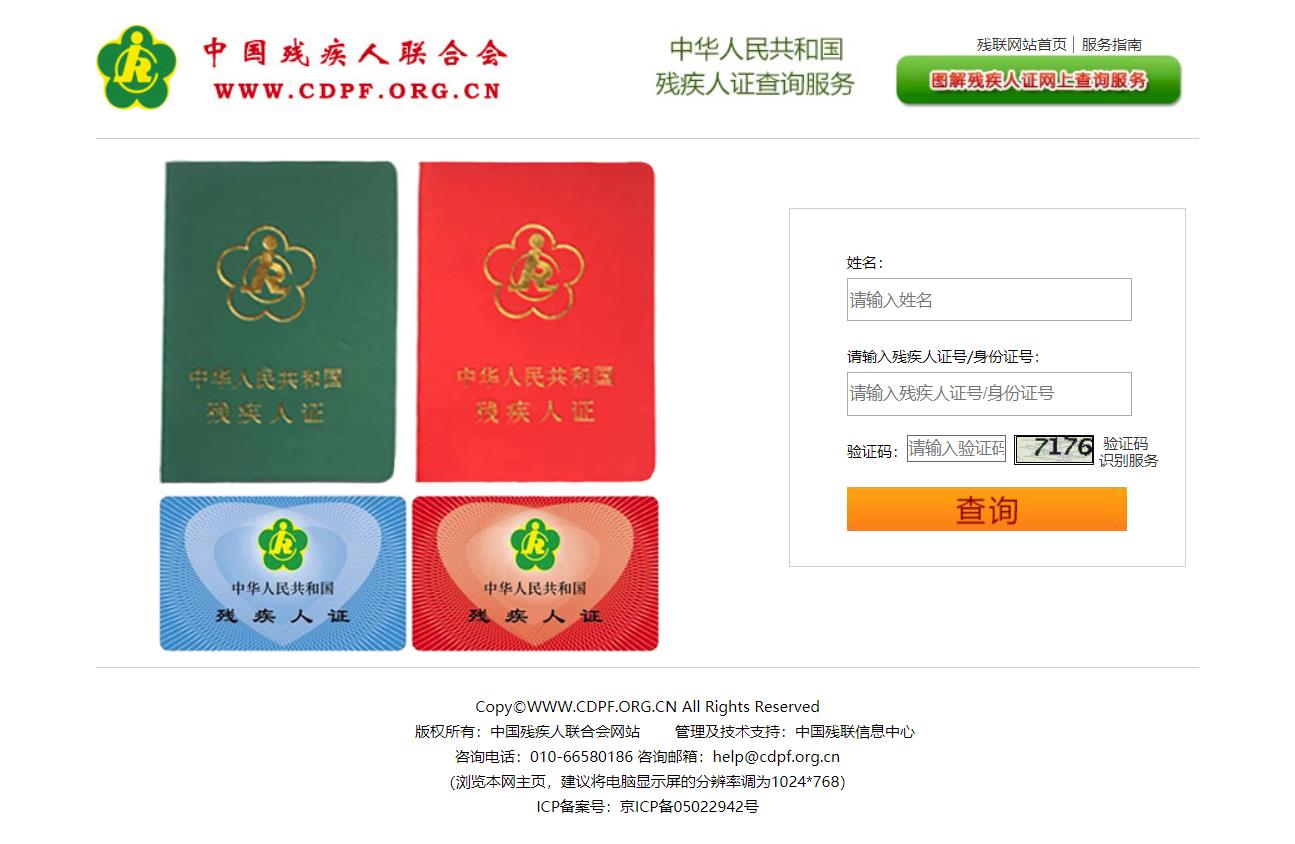 中国残疾人联合会
WWW.CDPF.ORG.CN
中华人民共和国
残疾人证查询服务
残联网站首页│ 服务指南
图解残疾人证网上查询服务
中华人民共和国
残疾人证
中华人民共和国
残疾人证
中华人民共和国
残疾人证
中华人民共和国
残疾人证
姓名：
请输入姓名
请输入残疾人证号/身份证号：
请输入残疾人证号/身份证号
验证码： 请输入验证码 7176 验证码
识别服务
查询
Copy©WWW.CDPF.ORG.CN All Rights Reserved
版权所有：中国残疾人联合会网站 管理及技术支持：中国残联信息中心
咨询电话：010-66580186 咨询邮箱：help@cdpf.org.cn
(浏览本网主页，建议将电脑显示屏的分辨率调为1024*768)
ICP备案号：京ICP备05022942号